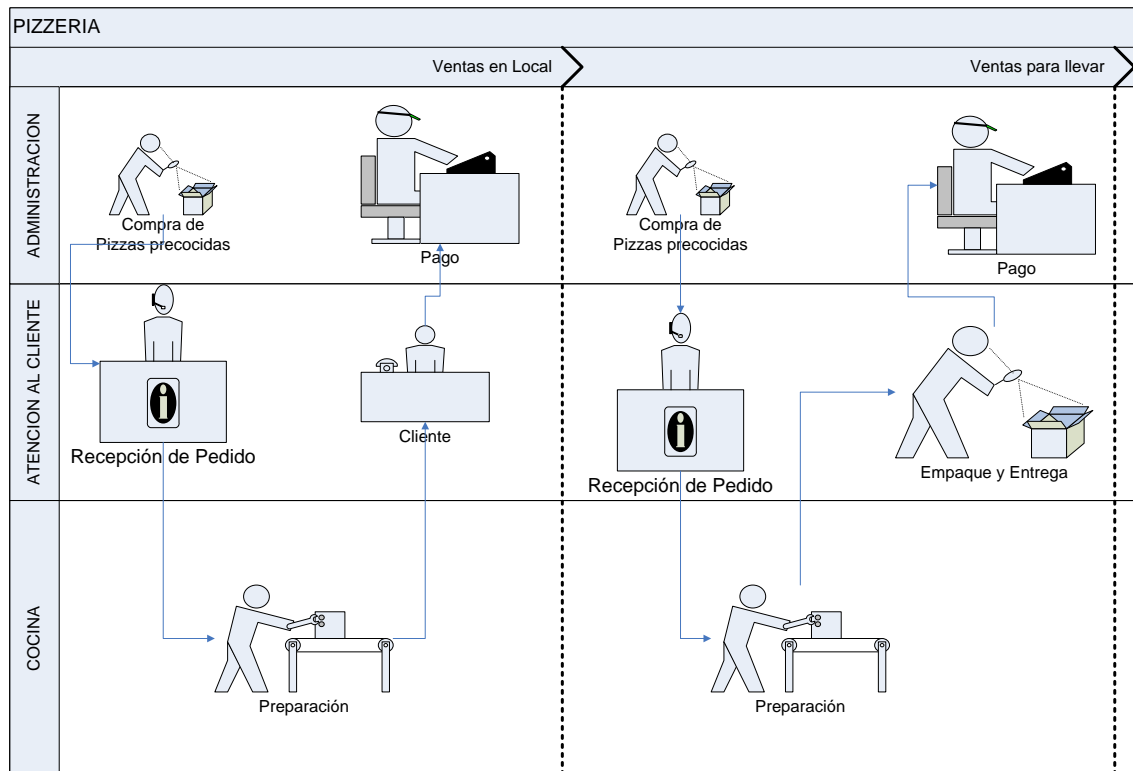 PIZZERIA
Ventas en Local
Ventas para llevar
ADMINISTRACION
Compra de
Pizzas precocidas
Pago
Compra de
Pizzas precocidas
Pago
ATENCION AL CLIENTE
Recepción de Pedido
Cliente
Recepción de Pedido
Empaque y Entrega
COCINA
Preparación
Preparación